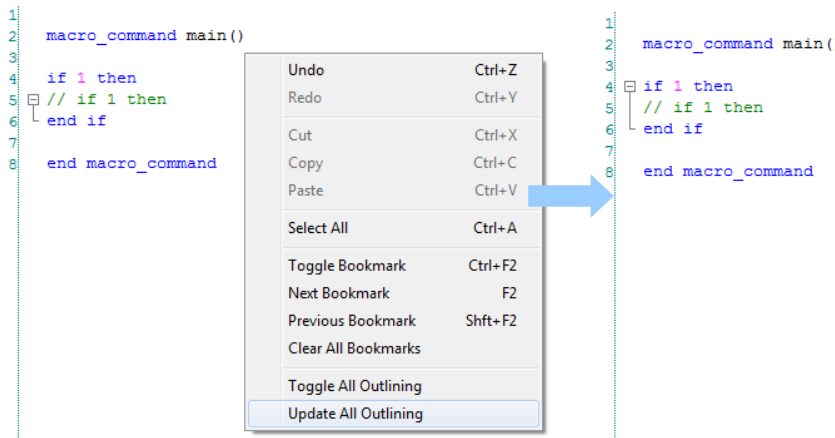 1
2 macro_command main()
3
4 if 1 then
5 // if 1 then
6 end if
7
8 end macro_command
Undo Ctrl+Z
Redo Ctrl+Y
Cut Ctrl+X
Copy Ctrl+C
Paste Ctrl+V
Select All Ctrl+A
Toggle Bookmark Ctrl+F2
Next Bookmark F2
Previous Bookmark Shft+F2
Clear All Bookmarks
Toggle All Outlining
Update All Outlining
1
2 macro_command main(
3
4 if 1 then
5 // if 1 then
6 end if
7
8 end macro_command